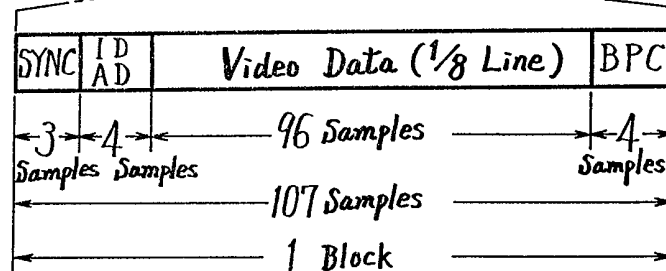 SYNC ID AD Video Data (1/8 Line) BPC
3 Samples 4 Samples 96 Samples 4 Samples
107 Samples
1 Block